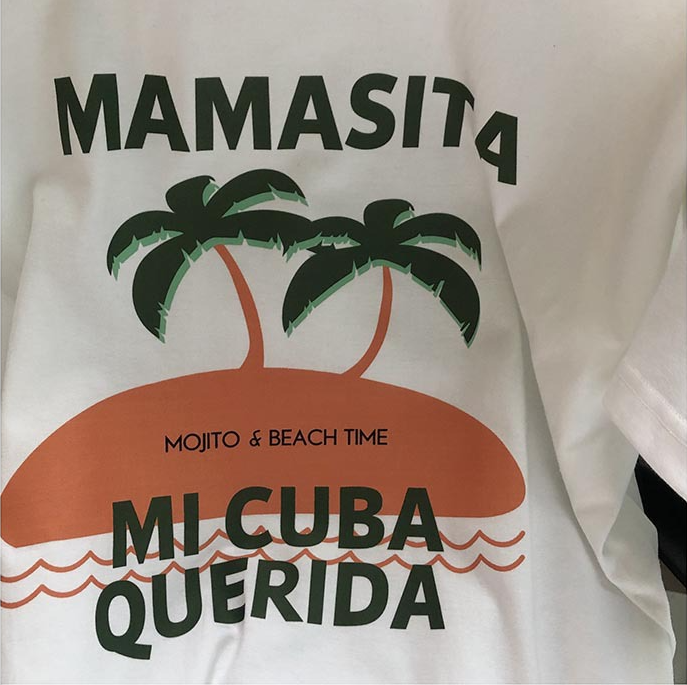 MAMASITA
MOJITO & BEACH TIME
MI CUBA
QUERIDA